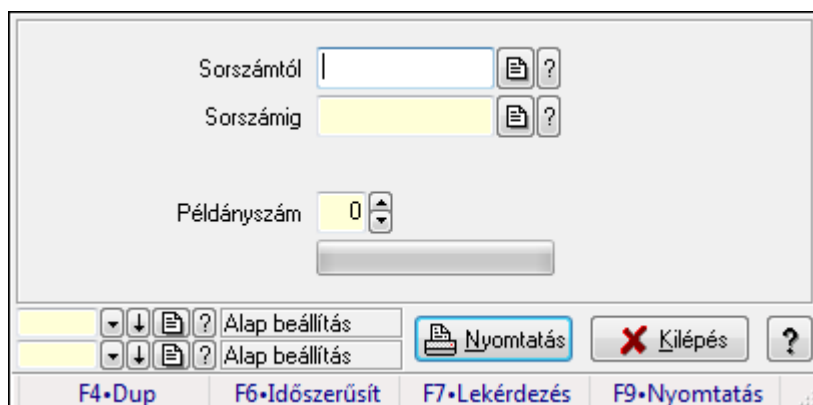 Sorszámtól ?
Sorszámig ?
Példányszám 0
? Alap beállítás
? Alap beállítás
Nyomtatás Kilépés ?
F4•Dup F6•Időszerűsít F7•Lekérdezés F9•Nyomtatás